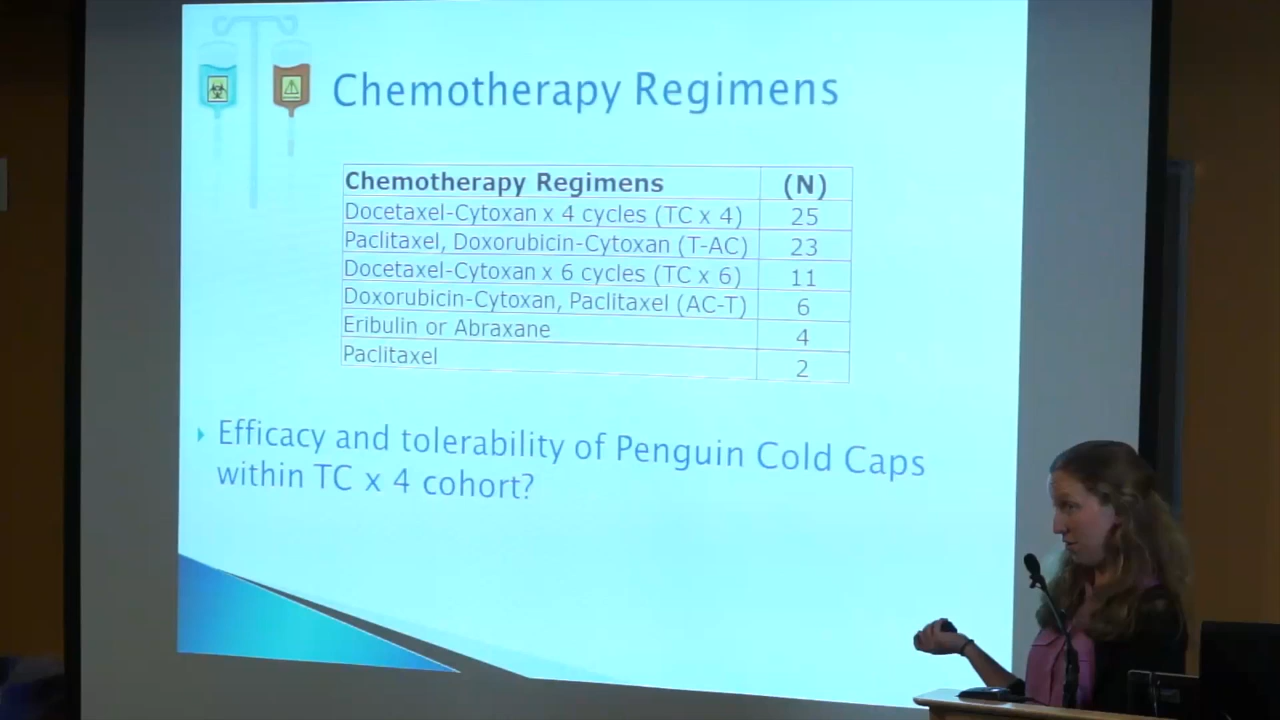 Chemotherapy Regimens
Chemotherapy Regimens (N)
Docetaxel-Cytoxan x 4 cycles (TC x 4) 25
Paclitaxel, Doxorubicin-Cytoxan (T-AC) 23
Docetaxel-Cytoxan x 6 cycles (TC x 6) 11
Doxorubicin-Cytoxan, Paclitaxel (AC-T) 6
Eribulin or Abraxane 4
Paclitaxel 2
Efficacy and tolerability of Penguin Cold Caps
within TC x 4 cohort?